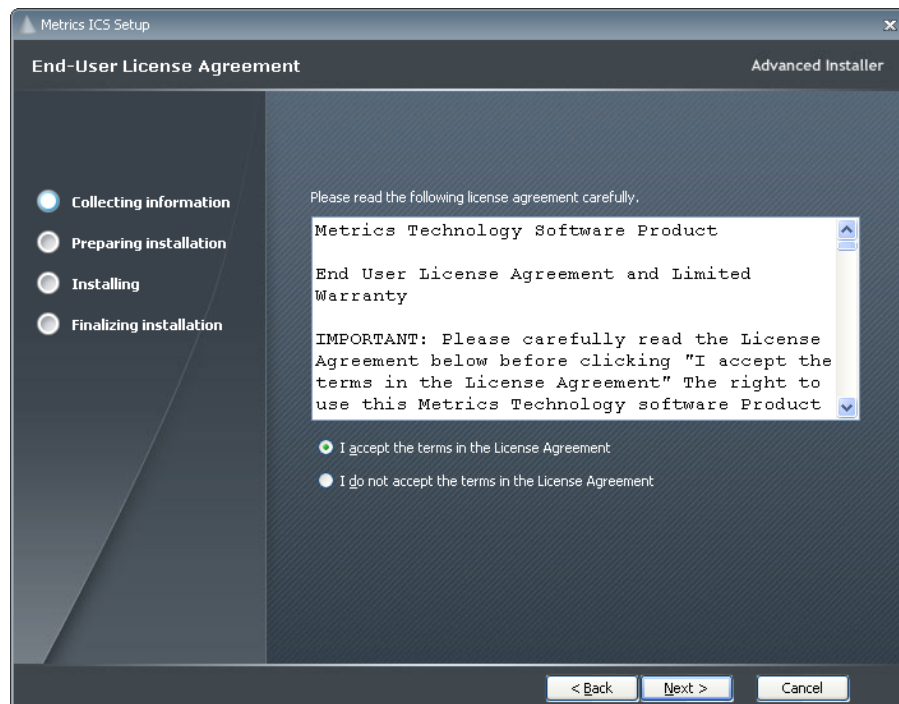 Metrics ICS Setup
End-User License Agreement
Advanced Installer
Collecting information
Preparing installation
Installing
Finalizing installation
Please read the following license agreement carefully.
Metrics Technology Software Product
End User License Agreement and Limited
Warranty
IMPORTANT: Please carefully read the License
Agreement below before clicking "I accept the
terms in the License Agreement" The right to
use this Metrics Technology software Product
I accept the terms in the License Agreement
I do not accept the terms in the License Agreement
< Back
Next >
Cancel